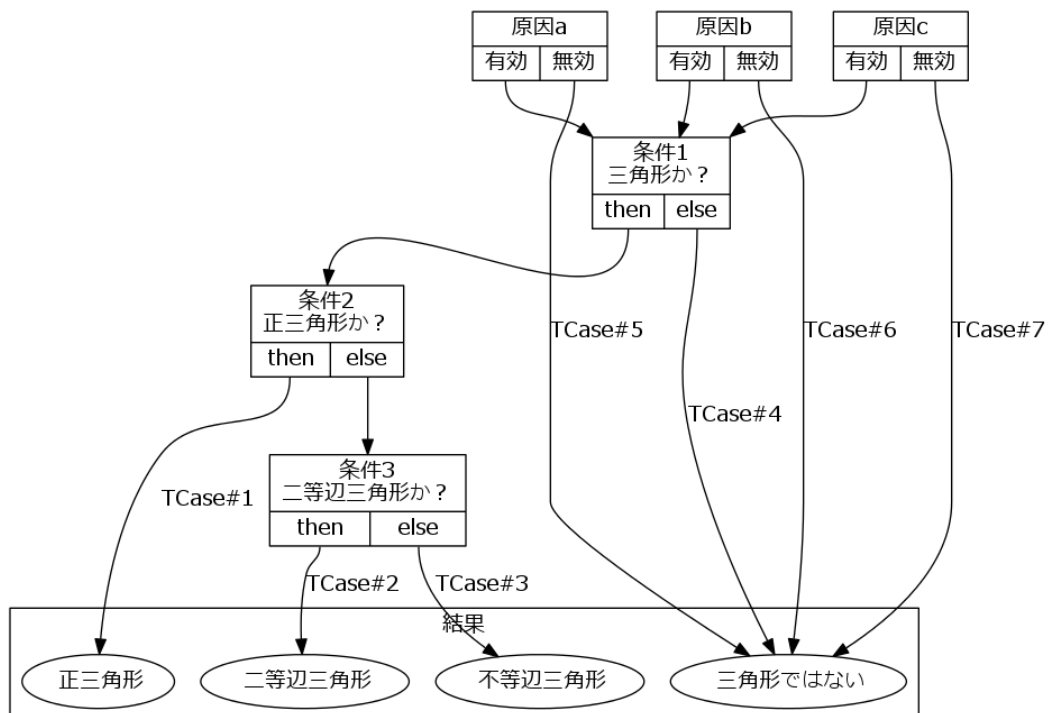 原因a
有効
無効
原因b
有効
無効
原因c
有効
無効
条件1
三角形か？
then
else
条件2
正三角形か？
then
else
TCase#5
TCase#6
TCase#7
TCase#4
条件3
二等辺三角形か？
then
else
TCase#1
TCase#2
TCase#3
結果
正三角形
二等辺三角形
不等辺三角形
三角形ではない